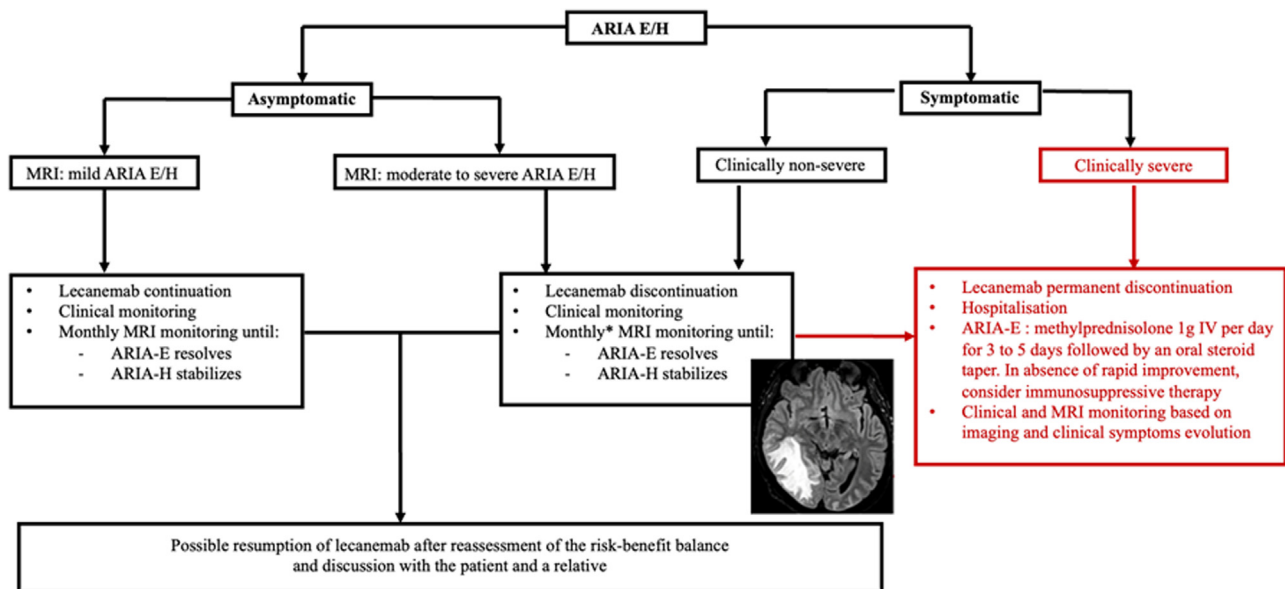 ARIA E/H
Asymptomatic
Symptomatic
MRI: mild ARIA E/H
MRI: moderate to severe ARIA E/H
Clinically non-severe
Clinically severe
• Lecanemab continuation
• Clinical monitoring
• Monthly MRI monitoring until:
- ARIA-E resolves
- ARIA-H stabilizes
• Lecanemab discontinuation
• Clinical monitoring
• Monthly* MRI monitoring until:
- ARIA-E resolves
- ARIA-H stabilizes
• Lecanemab permanent discontinuation
• Hospitalisation
• ARIA-E : methylprednisolone 1g IV per day
for 3 to 5 days followed by an oral steroid
taper. In absence of rapid improvement,
consider immunosuppressive therapy
• Clinical and MRI monitoring based on
imaging and clinical symptoms evolution
Possible resumption of lecanemab after reassessment of the risk-benefit balance
and discussion with the patient and a relative